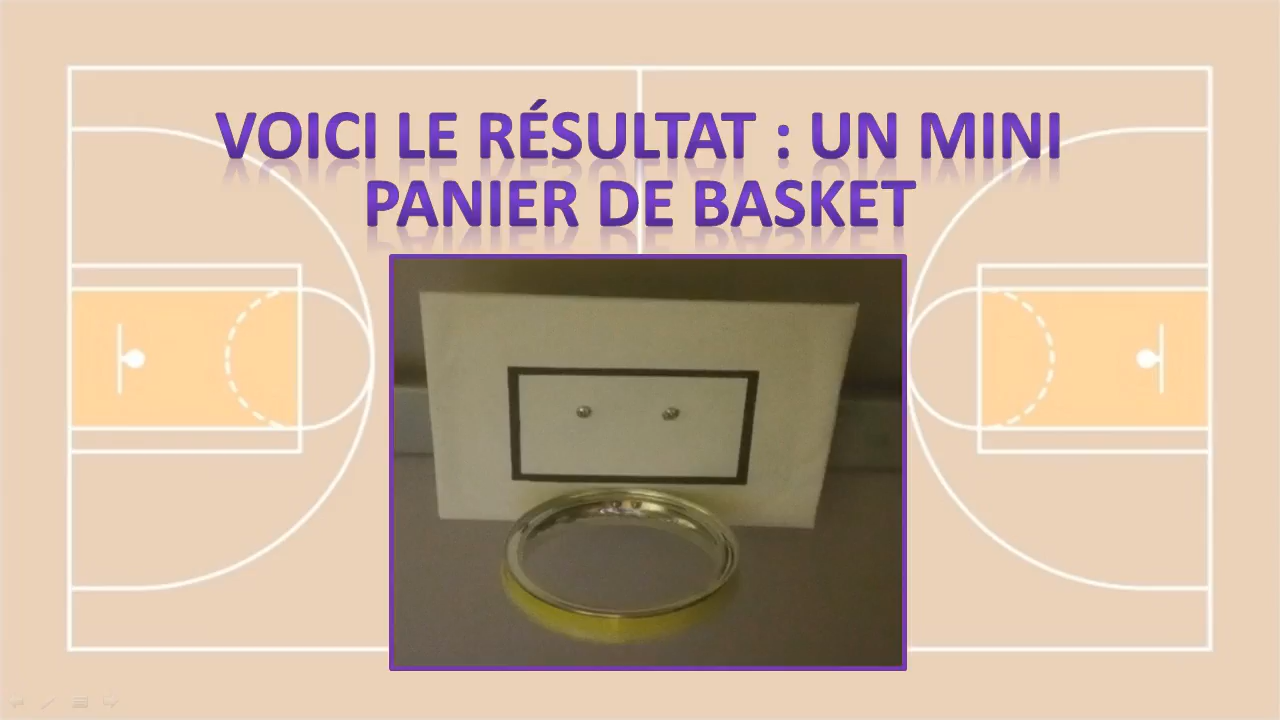 VOICI LE RÉSULTAT : UN MINI
PANIER DE BASKET